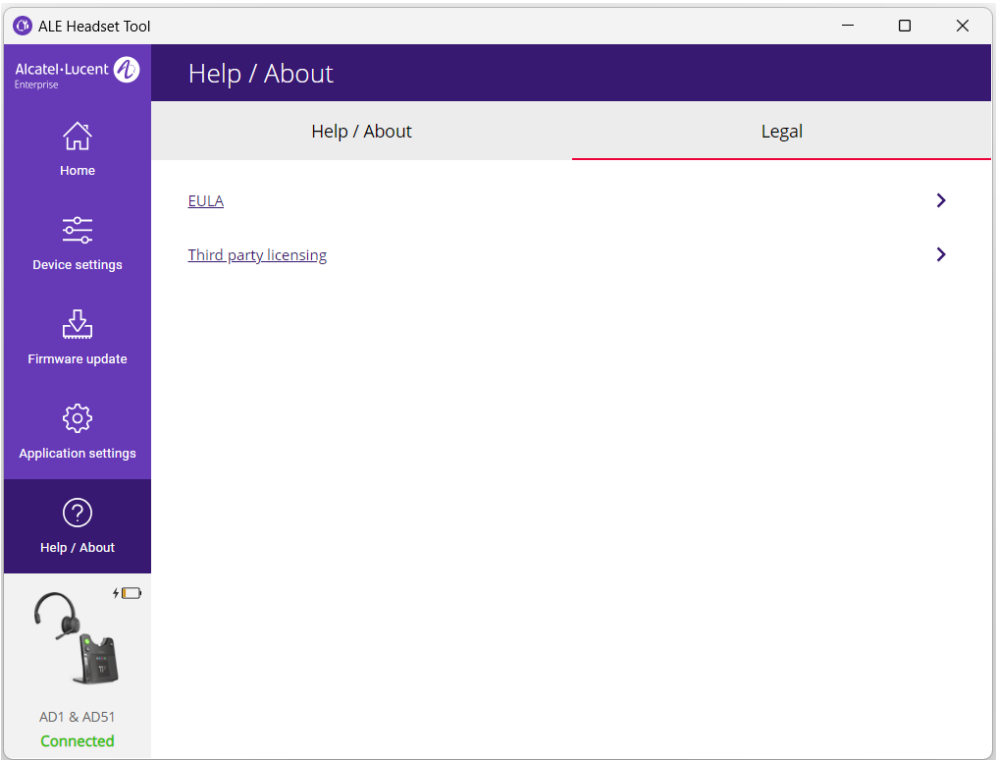 ALE Headset Tool
Alcatel·Lucent
Enterprise
Help / About
Help / About
Legal
Home
EULA
Third party licensing
Device settings
Firmware update
Application settings
Help / About
AD1 & AD51
Connected